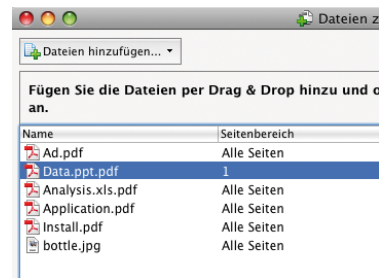 Dateien z
Dateien hinzufügen...
Fügen Sie die Dateien per Drag & Drop hinzu und o
an.
Name Seitenbereich
Ad.pdf Alle Seiten
Data.ppt.pdf 1
Analysis.xls.pdf Alle Seiten
Application.pdf Alle Seiten
Install.pdf Alle Seiten
bottle.jpg Alle Seiten